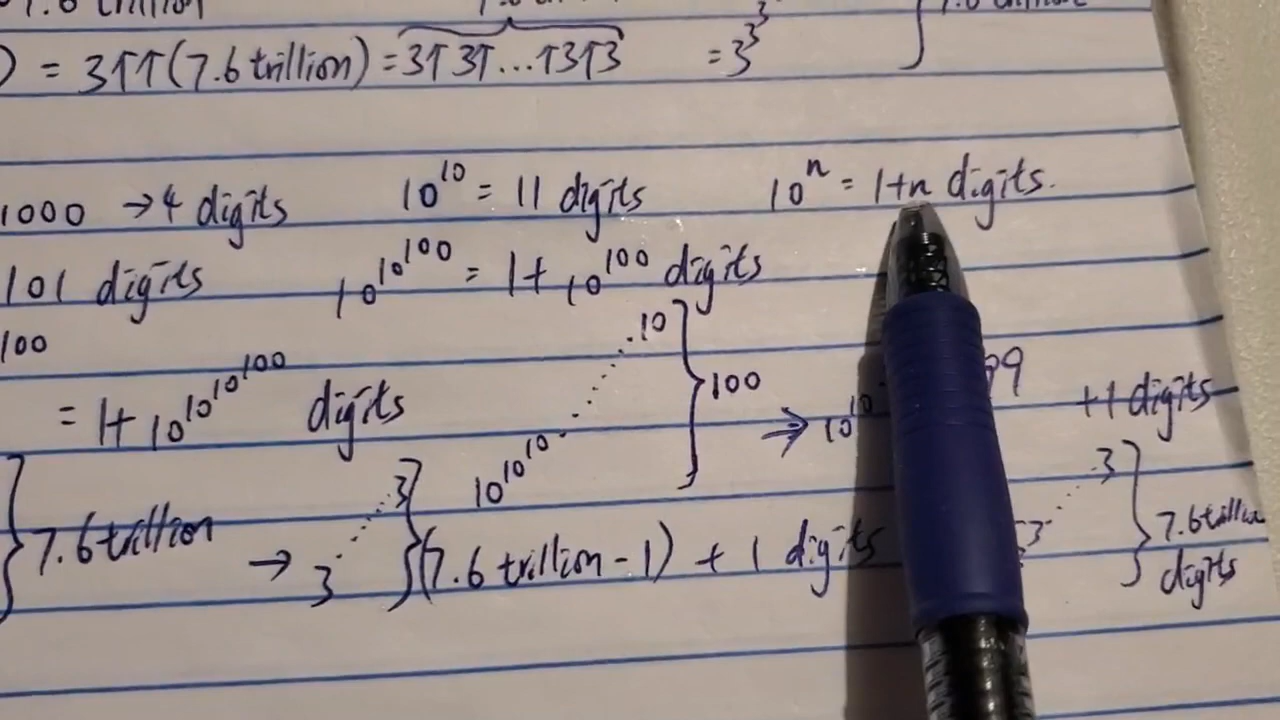 ) = 3↑↑(7.6 trillion) = 3↑3↑...↑3↑3 = 3^3^3
1000 → 4 digits 10^10 = 11 digits 10^n = 1+n digits.
101 digits 10^10^100 = 1+10^100 digits
100
= 1+10^10^10^100 digits
10^10^10...10 } 100 → 10^10 99 +1 digits
} 7.6 trillion → 3...3 } (7.6 trillion - 1) + 1 digits 3...3 } 7.6 trillion
digits